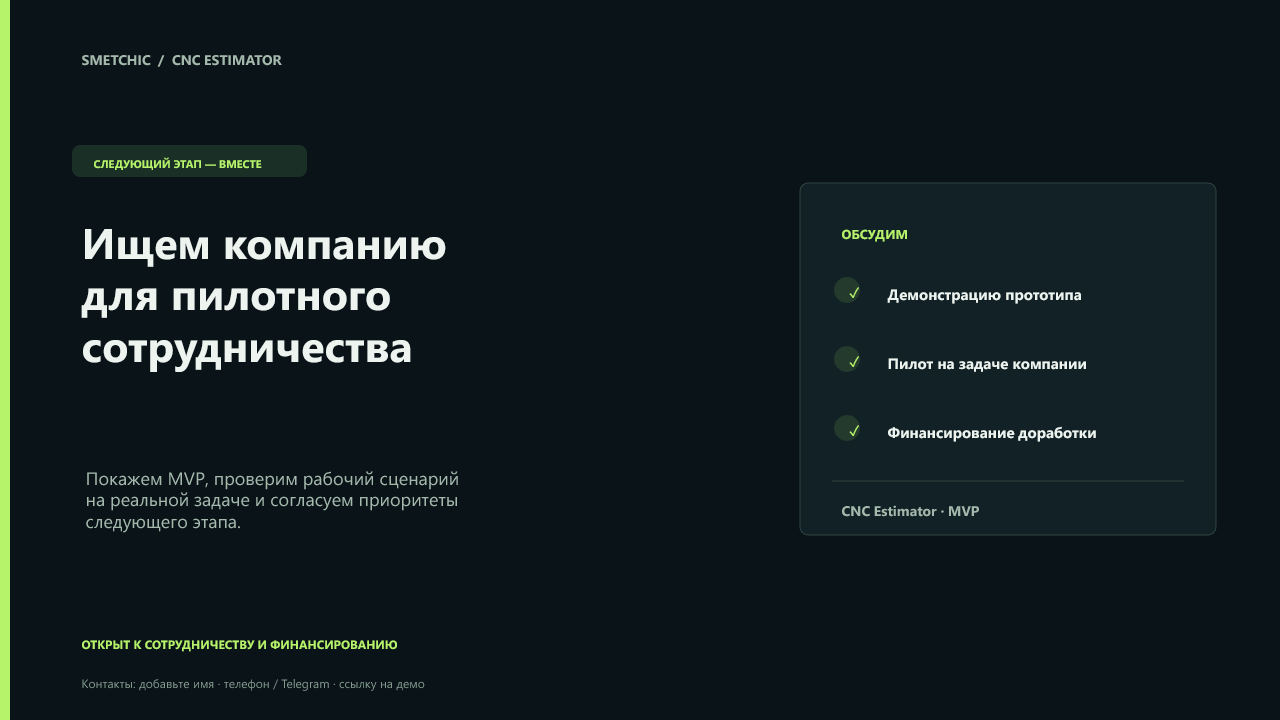 SMETCHIC / CNC ESTIMATOR
СЛЕДУЮЩИЙ ЭТАП — ВМЕСТЕ
Ищем компанию
для пилотного
сотрудничества
Покажем MVP, проверим рабочий сценарий
на реальной задаче и согласуем приоритеты
следующего этапа.
ОБСУДИМ
✓ Демонстрацию прототипа
✓ Пилот на задаче компании
✓ Финансирование доработки
CNC Estimator · MVP
ОТКРЫТ К СОТРУДНИЧЕСТВУ И ФИНАНСИРОВАНИЮ
Контакты: добавьте имя · телефон / Telegram · ссылку на демо